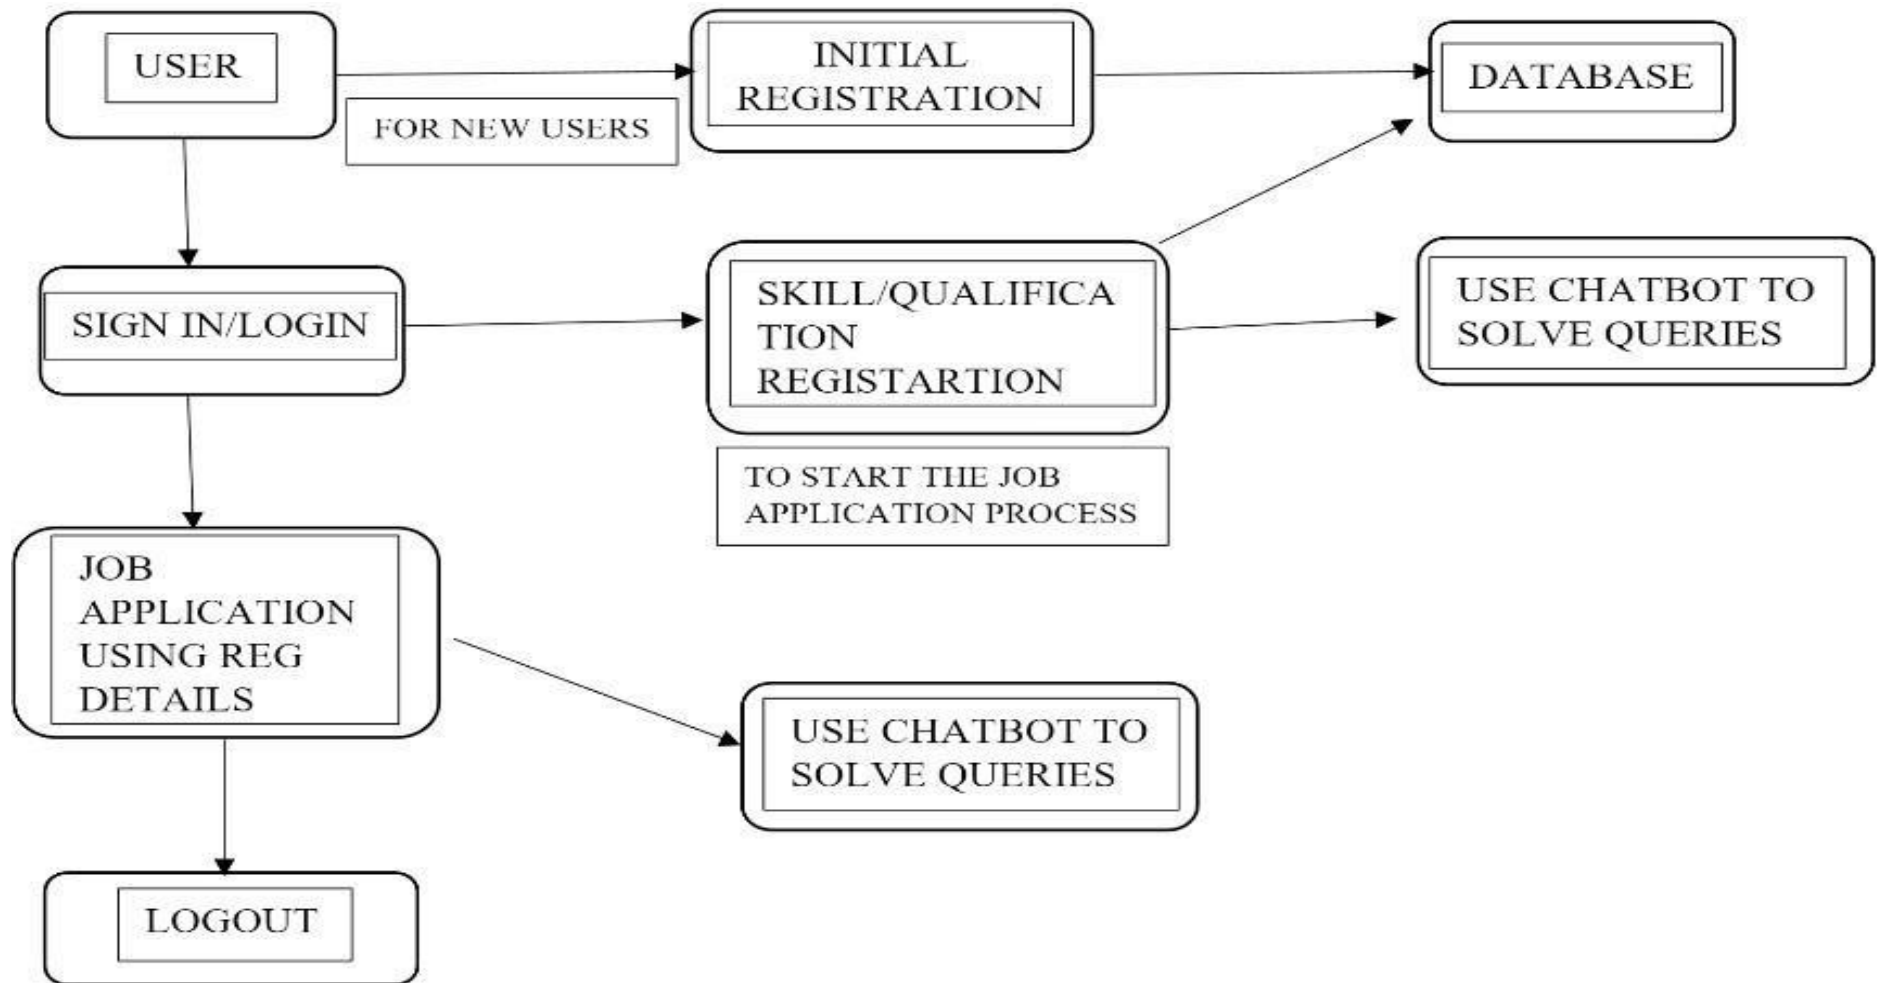 USER
INITIAL
REGISTRATION
DATABASE
FOR NEW USERS
SIGN IN/LOGIN
SKILL/QUALIFICA
TION
REGISTARTION
USE CHATBOT TO
SOLVE QUERIES
TO START THE JOB
APPLICATION PROCESS
JOB
APPLICATION
USING REG
DETAILS
USE CHATBOT TO
SOLVE QUERIES
LOGOUT